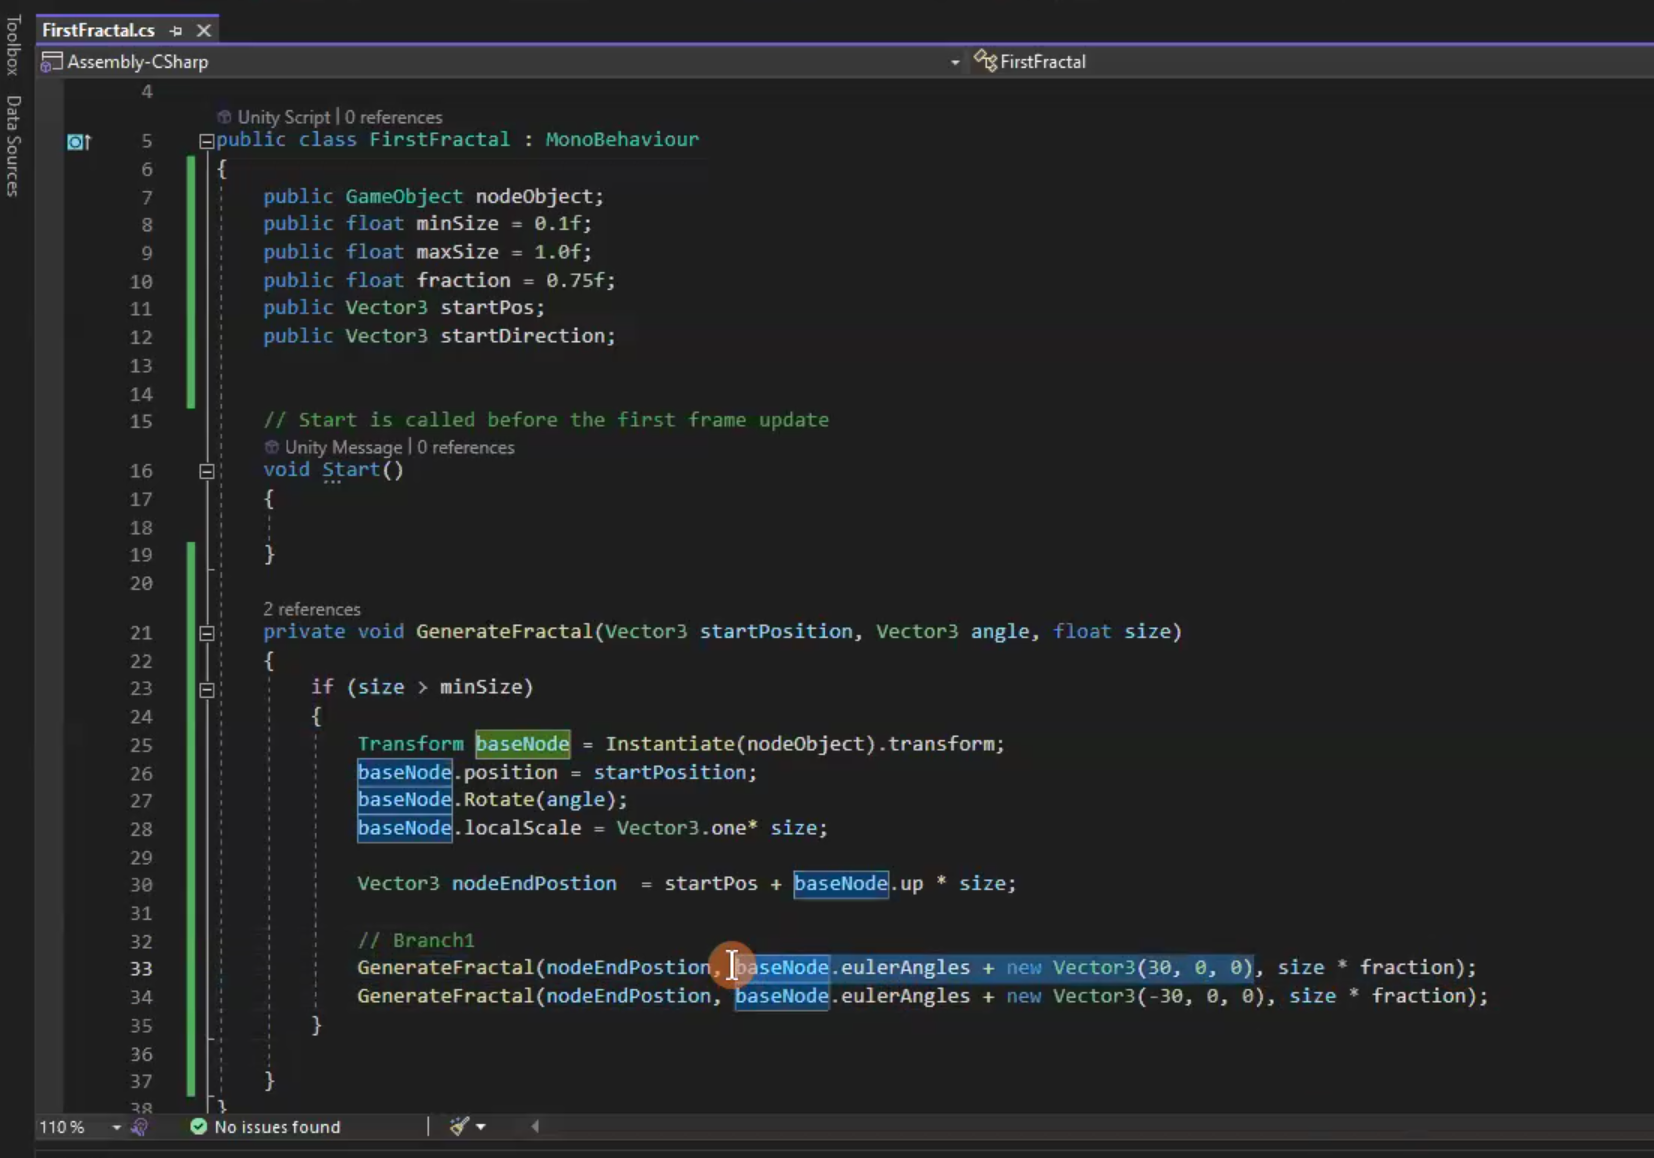 Toolbox
Data Sources
FirstFractal.cs
Assembly-CSharp
FirstFractal
4
Unity Script | 0 references
5 public class FirstFractal : MonoBehaviour
6 {
7 public GameObject nodeObject;
8 public float minSize = 0.1f;
9 public float maxSize = 1.0f;
10 public float fraction = 0.75f;
11 public Vector3 startPos;
12 public Vector3 startDirection;
13
14
15 // Start is called before the first frame update
Unity Message | 0 references
16 void Start()
17 {
18
19 }
20
2 references
21 private void GenerateFractal(Vector3 startPosition, Vector3 angle, float size)
22 {
23 if (size > minSize)
24 {
25 Transform baseNode = Instantiate(nodeObject).transform;
26 baseNode.position = startPosition;
27 baseNode.Rotate(angle);
28 baseNode.localScale = Vector3.one* size;
29
30 Vector3 nodeEndPostion  = startPos + baseNode.up * size;
31
32 // Branch1
33 GenerateFractal(nodeEndPostion, baseNode.eulerAngles + new Vector3(30, 0, 0), size * fraction);
34 GenerateFractal(nodeEndPostion, baseNode.eulerAngles + new Vector3(-30, 0, 0), size * fraction);
35 }
36
37 }
38 }
110 %
No issues found